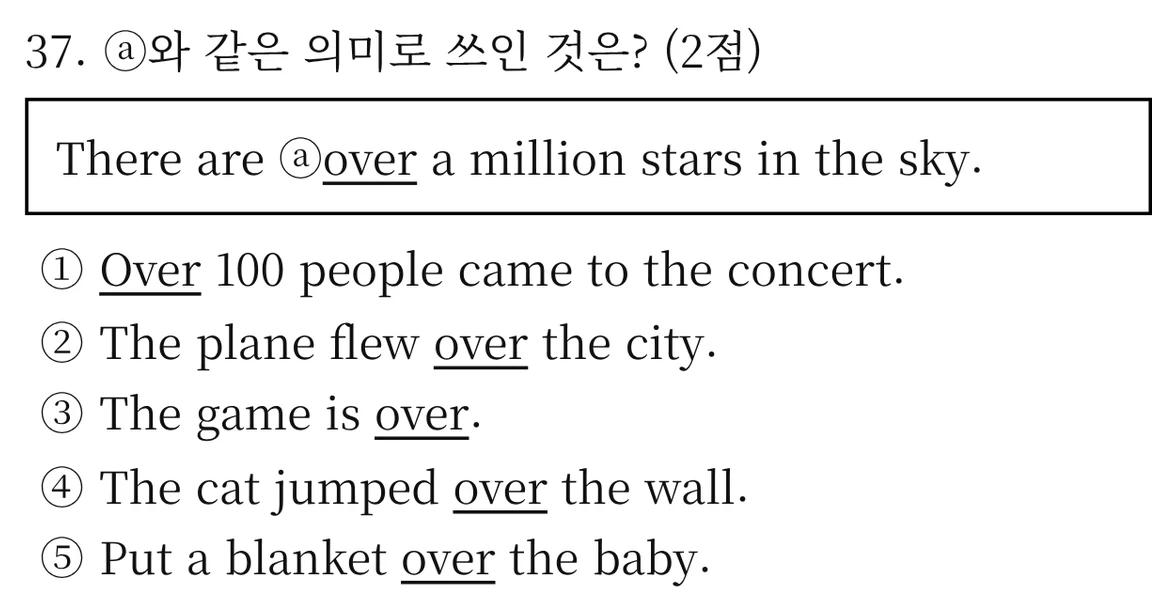 37. ⓐ와 같은 의미로 쓰인 것은? (2점)
There are ⓐover a million stars in the sky.
① Over 100 people came to the concert.
② The plane flew over the city.
③ The game is over.
④ The cat jumped over the wall.
⑤ Put a blanket over the baby.